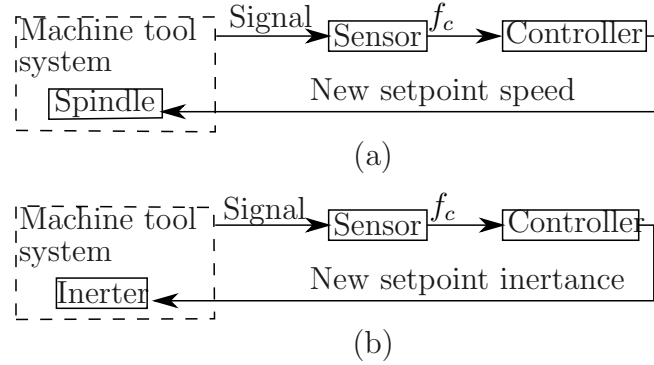 Machine tool
system
Signal
Sensor
f_c
Controller
Spindle
New setpoint speed
(a)
Machine tool
system
Signal
Sensor
f_c
Controller
Inerter
New setpoint inertance
(b)